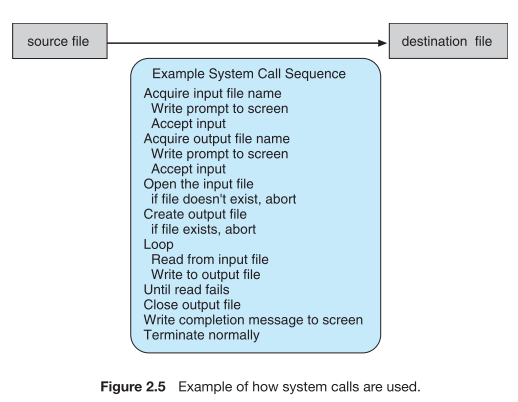 source file
destination file
Example System Call Sequence
Acquire input file name
Write prompt to screen
Accept input
Acquire output file name
Write prompt to screen
Accept input
Open the input file
if file doesn't exist, abort
Create output file
if file exists, abort
Loop
Read from input file
Write to output file
Until read fails
Close output file
Write completion message to screen
Terminate normally
Figure 2.5 Example of how system calls are used.